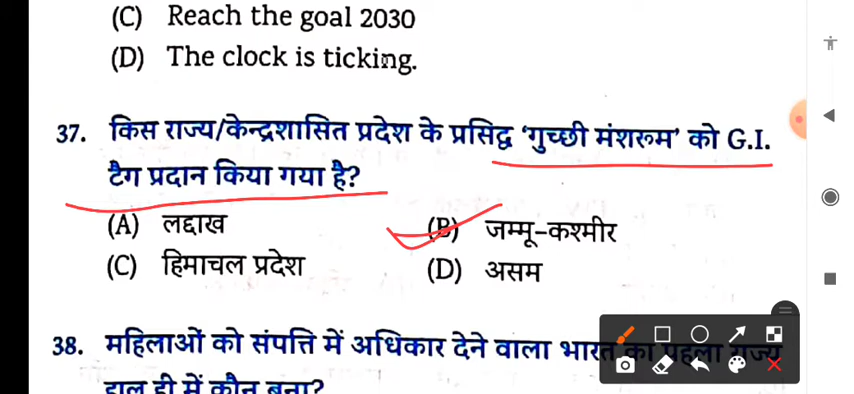 (C) Reach the goal 2030
(D) The clock is ticking.
37. किस राज्य/केन्द्रशासित प्रदेश के प्रसिद्ध 'गुच्छी मंशरूम' को G.I.
टैग प्रदान किया गया है?
(A) लद्दाख (B) जम्मू-कश्मीर
(C) हिमाचल प्रदेश (D) असम
38. महिलाओं को संपत्ति में अधिकार देने वाला भारत का पहला राज्य
हाल ही में कौन बना?